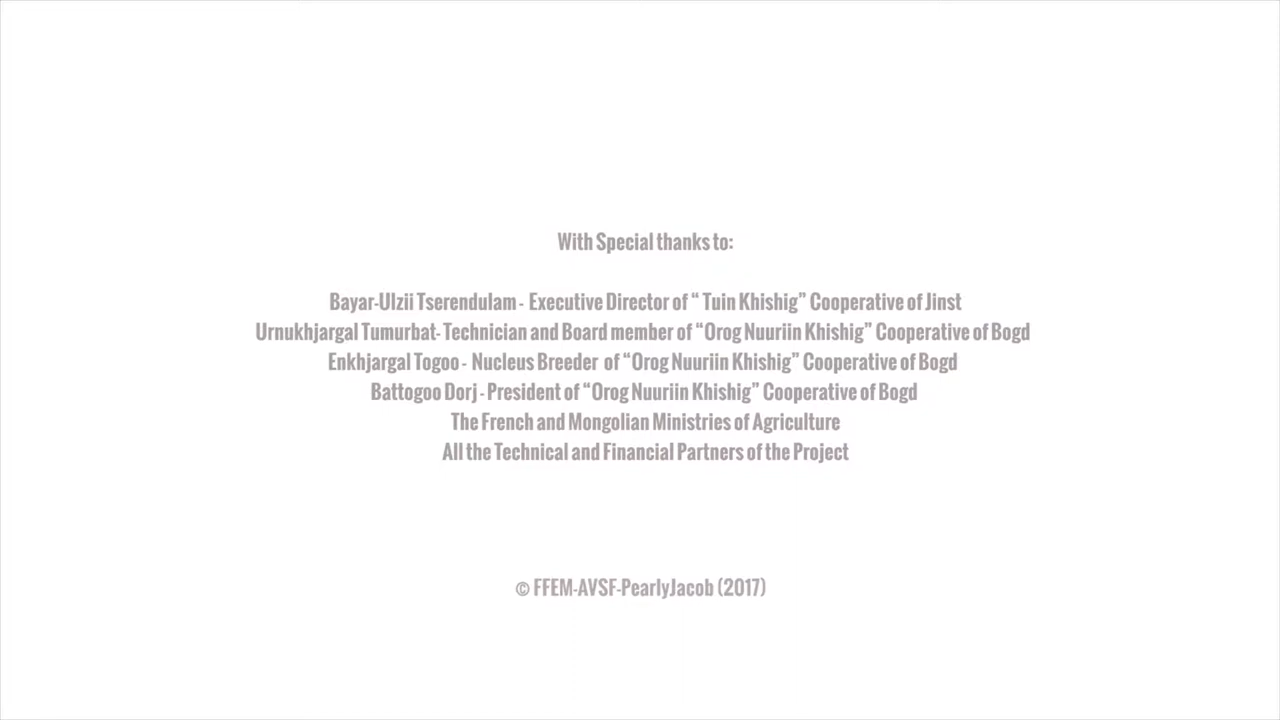 With Special thanks to:
Bayar-Ulzii Tserendulam - Executive Director of “ Tuin Khishig” Cooperative of Jinst
Urnukhjargal Tumurbat- Technician and Board member of “Orog Nuuriin Khishig” Cooperative of Bogd
Enkhjargal Togoo - Nucleus Breeder of “Orog Nuuriin Khishig” Cooperative of Bogd
Battogoo Dorj - President of “Orog Nuuriin Khishig” Cooperative of Bogd
The French and Mongolian Ministries of Agriculture
All the Technical and Financial Partners of the Project
© FFEM-AVSF-PearlyJacob (2017)